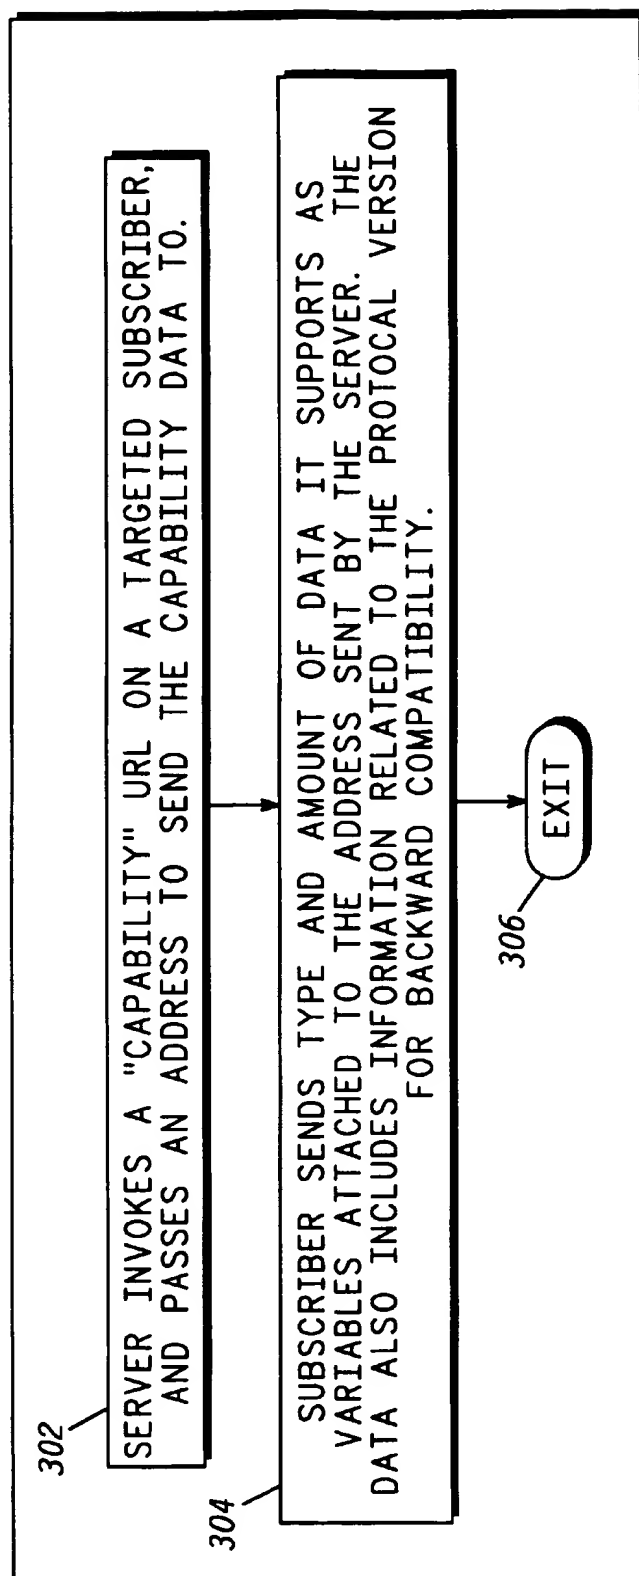 302
SERVER INVOKES A "CAPABILITY" URL ON A TARGETED SUBSCRIBER,
AND PASSES AN ADDRESS TO SEND THE CAPABILITY DATA TO.
304
SUBSCRIBER SENDS TYPE AND AMOUNT OF DATA IT SUPPORTS AS
VARIABLES ATTACHED TO THE ADDRESS SENT BY THE SERVER. THE
DATA ALSO INCLUDES INFORMATION RELATED TO THE PROTOCAL VERSION
FOR BACKWARD COMPATIBILITY.
306
EXIT